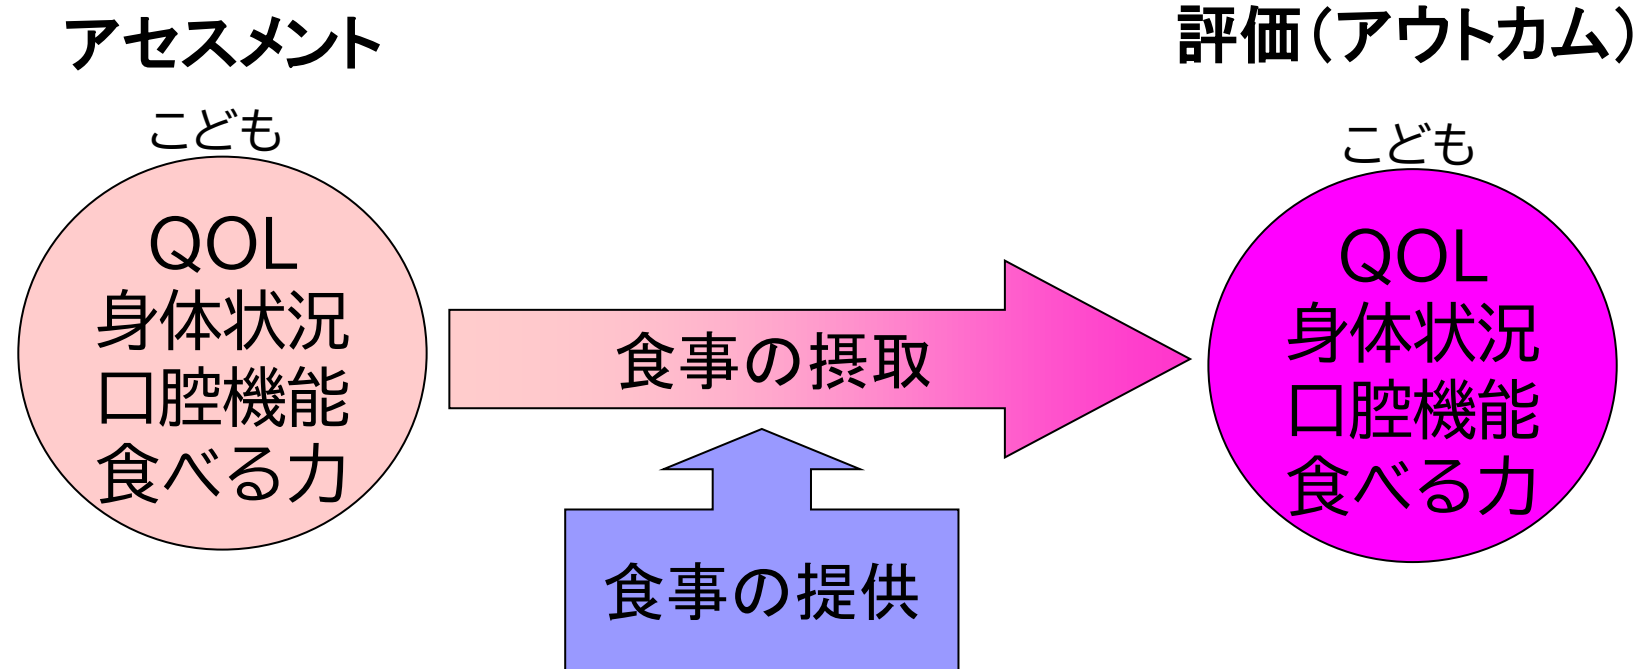 アセスメント
評価（アウトカム）
こども
こども
QOL
身体状況
口腔機能
食べる力
食事の摂取
QOL
身体状況
口腔機能
食べる力
食事の提供